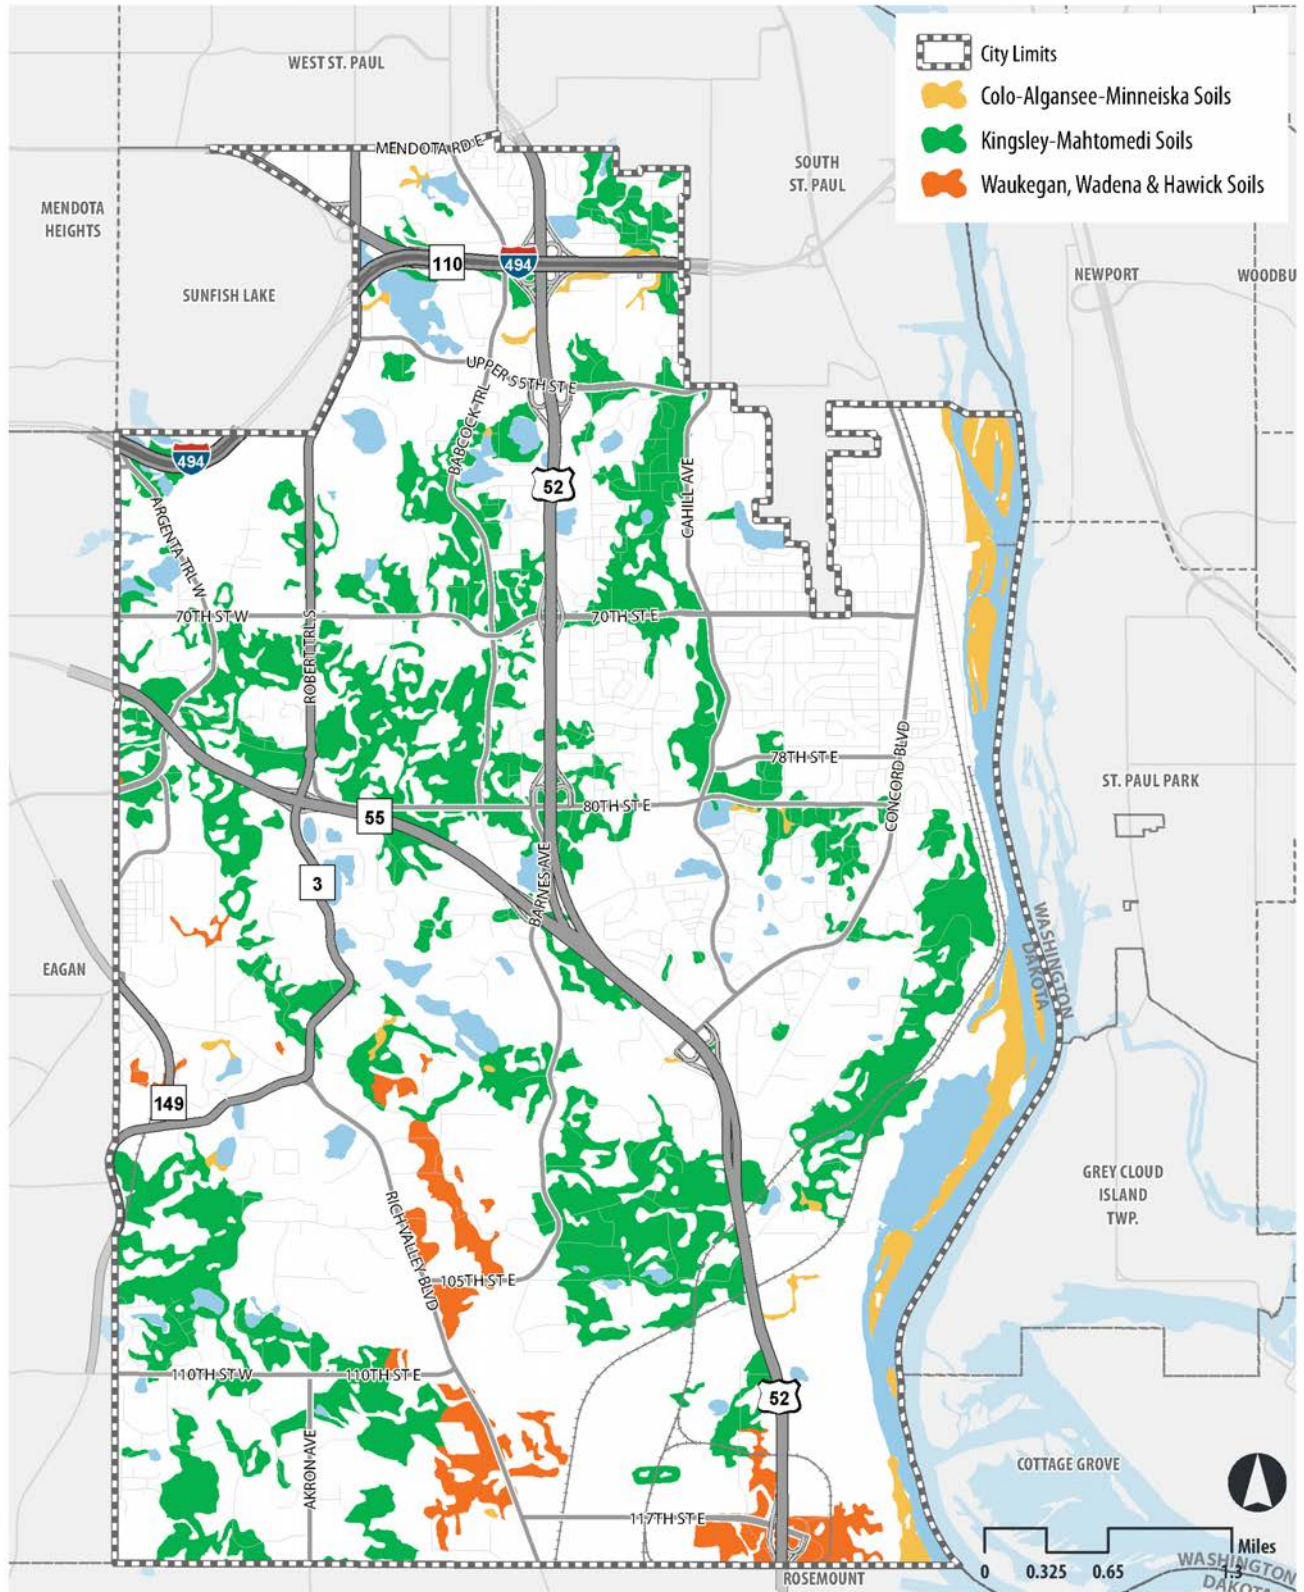 City Limits
Colo-Algansee-Minneiska Soils
Kingsley-Mahtomedi Soils
Waukegan, Wadena & Hawick Soils
WEST ST. PAUL
MENDOTA RD E
SOUTH
ST. PAUL
MENDOTA
HEIGHTS
110
494
SUNFISH LAKE
NEWPORT
WOODBU
UPPER 55TH ST E
BABCOCK TRL
494
52
CAHILL AVE
ARGENTA TRL W
70TH ST W
ROBERT TRL S
70TH ST E
78TH ST E
CONCORD BLVD
ST. PAUL PARK
80TH ST E
55
3
BARNES AVE
WASHINGTON
DAKOTA
EAGAN
149
GREY CLOUD
ISLAND
TWP.
RICH VALLEY BLVD
105TH ST E
110TH ST W
110TH ST E
52
AKRON AVE
COTTAGE GROVE
117TH ST E
Miles
0
0.325
0.65
1.3
WASHINGTON
DAKOTA
ROSEMOUNT